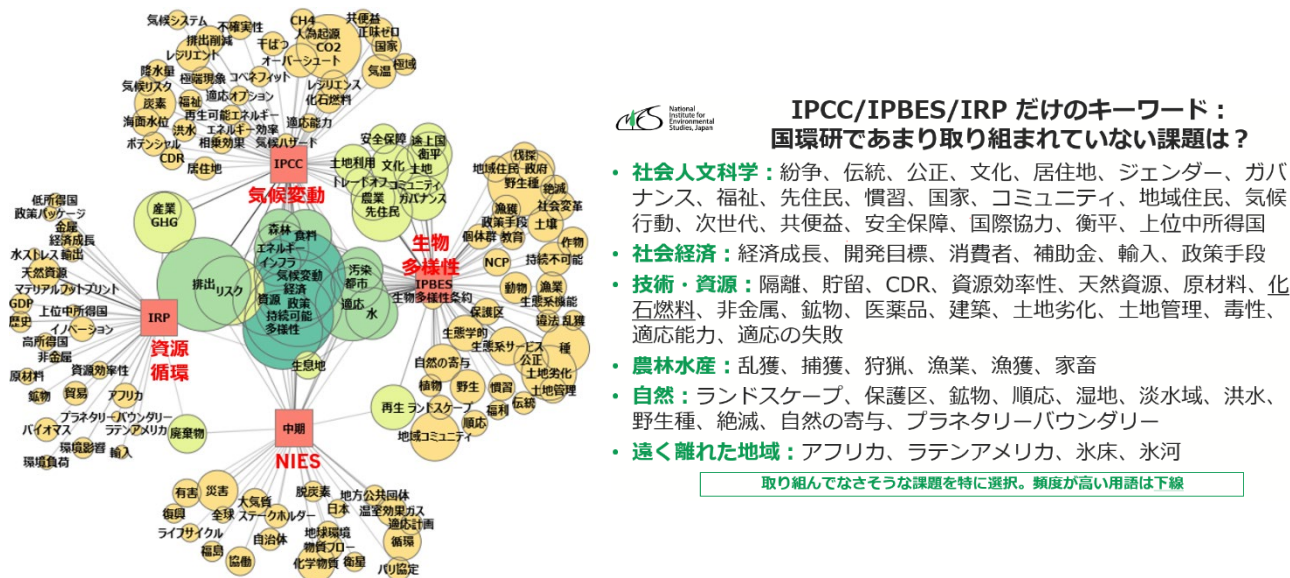 気候システム
不確実性
CH4
共便益
正味ゼロ
排出削減
干ばつ
人為起源
CO2
国家
レジリエント
オーバーシュート
気温
極域
降水量
極端現象
コベネフィット
気候リスク
適応オプション
レジリエンス
化石燃料
炭素
福祉
再生可能エネルギー
海面水位
洪水
エネルギー効率
適応能力
ポテンシャル
相乗効果
気候ハザード
CDR
居住地
IPCC
気候変動
安全保障
途上国
衡平
土地利用
文化
土地
トレードオフ
コミュニティ
農業
ガバナンス
先住民
伐採
地域住民
政府
野生種
絶滅
漁獲
社会変革
政策手段
土壌
個体群
教育
作物
NCP
持続不可能
動物
漁業
生態系機能
違法
乱獲
生物
多様性
IPBES
生物多様性条約
保護区
生態学的
生態系サービス
種
公正
自然の寄与
土地劣化
植物
野生
慣習
土地管理
再生
ランドスケープ
福利
伝統
順応
地域コミュニティ
産業
GHG
森林
食料
エネルギー
インフラ
気候変動
汚染
都市
経済
排出
リスク
資源
政策
適応
持続可能
水
多様性
生息地
低所得国
政策パッケージ
金属
経済成長
水ストレス
輸出
天然資源
マテリアルフットプリント
GDP
上位中所得国
歴史
イノベーション
高所得国
非金属
IRP
資源
循環
原材料
資源効率性
鉱物
貿易
アフリカ
プラネタリーバウンダリー
バイオマス
ラテンアメリカ
廃棄物
環境影響
輸入
環境負荷
中期
NIES
有害
災害
脱炭素
地方公共団体
大気質
復興
全球
ステークホルダー
日本
温室効果ガス
適応計画
ライフサイクル
地球環境
循環
福島
自治体
物質フロー
協働
化学物質
衛星
パリ協定
National
Institute for
Environmental
Studies, Japan
IPCC/IPBES/IRP だけのキーワード：
国環研であまり取り組まれていない課題は？
• 社会人文科学：紛争、伝統、公正、文化、居住地、ジェンダー、ガバ
ナンス、福祉、先住民、慣習、国家、コミュニティ、地域住民、気候
行動、次世代、共便益、安全保障、国際協力、衡平、上位中所得国
• 社会経済：経済成長、開発目標、消費者、補助金、輸入、政策手段
• 技術・資源：隔離、貯留、CDR、資源効率性、天然資源、原材料、化
石燃料、非金属、鉱物、医薬品、建築、土地劣化、土地管理、毒性、
適応能力、適応の失敗
• 農林水産：乱獲、捕獲、狩猟、漁業、漁獲、家畜
• 自然：ランドスケープ、保護区、鉱物、順応、湿地、淡水域、洪水、
野生種、絶滅、自然の寄与、プラネタリーバウンダリー
• 遠く離れた地域：アフリカ、ラテンアメリカ、氷床、氷河
取り組んでなさそうな課題を特に選択。頻度が高い用語は下線